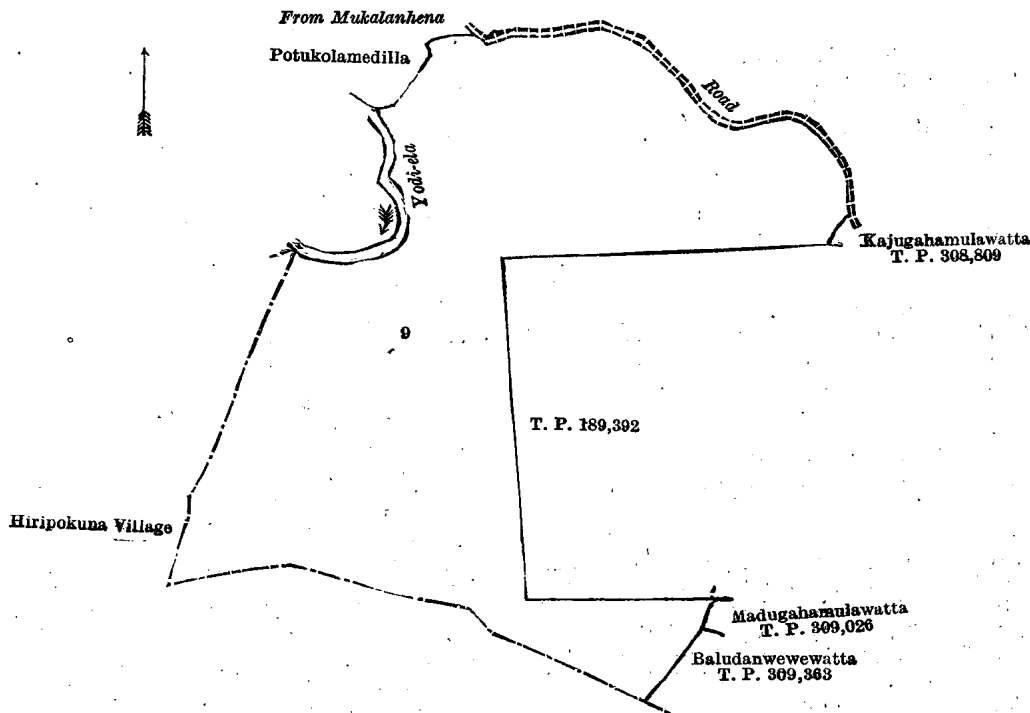 From Mukalanhena
Potukolamedilla
Road
Yodi-ela
Kajugahamulawatta
T. P. 308,809
9
T. P. 189,392
Hiripokuna Village
Madugahamulawatta
T. P. 309,026
Baludanwewewatta
T. P. 309,363